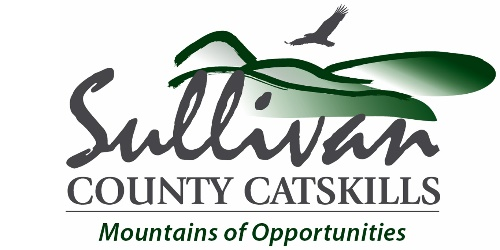 Sullivan
COUNTY CATSKILLS
Mountains of Opportunities